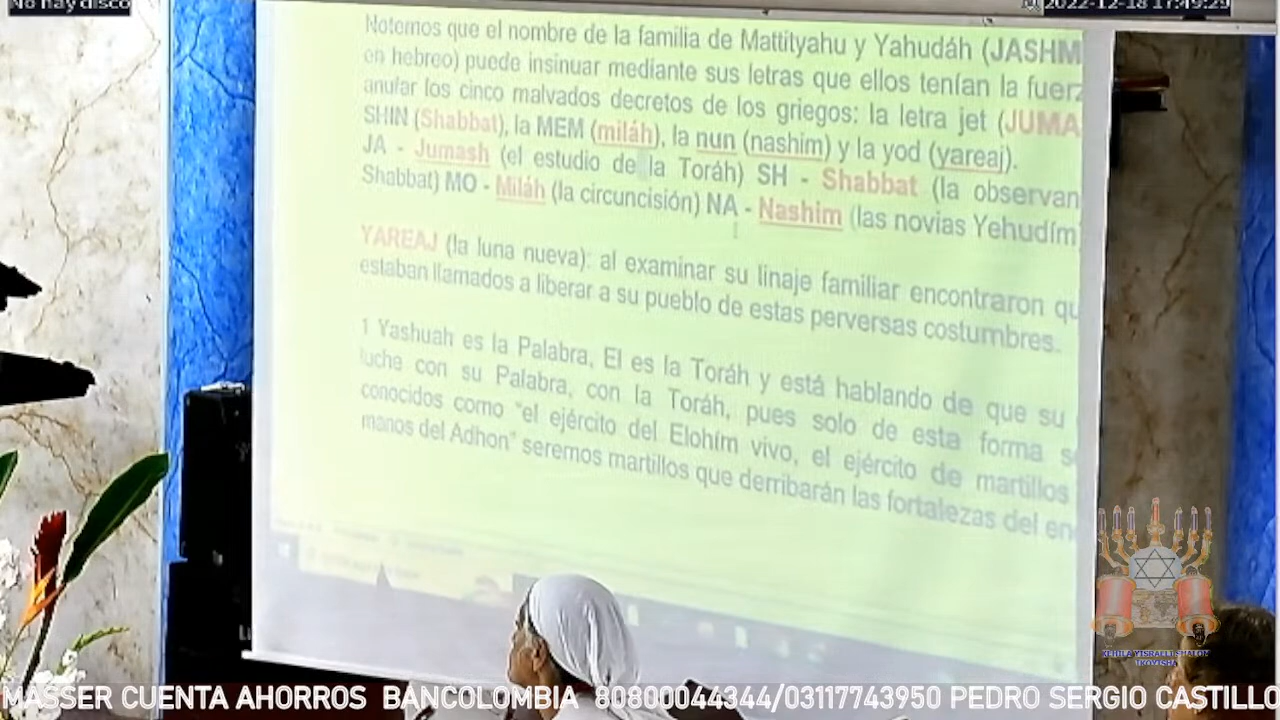 No hay disco
2022-12-18 17:49:29
Notemos que el nombre de la familia de Mattityahu y Yahudáh (JASHM
en hebreo) puede insinuar mediante sus letras que ellos tenían la fuerz
anular los cinco malvados decretos de los griegos: la letra jet (JUMA
SHIN (Shabbat), la MEM (miláh), la nun (nashim) y la yod (yareaj).
JA - Jumash (el estudio de la Toráh) SH - Shabbat (la observan
Shabbat) MO - Miláh (la circuncisión) NA - Nashim (las novias Yehudím
YAREAJ (la luna nueva): al examinar su linaje familiar encontraron qu
estaban llamados a liberar a su pueblo de estas perversas costumbres.
1 Yashuah es la Palabra, El es la Toráh y está hablando de que su
luche con su Palabra, con la Toráh, pues solo de esta forma s
conocidos como "el ejército del Elohím vivo, el ejército de martillos
manos del Adhon" seremos martillos que derribarán las fortalezas del en
MASSER CUENTA AHORROS BANCOLOMBIA 80800044344/03117743950 PEDRO SERGIO CASTILLO